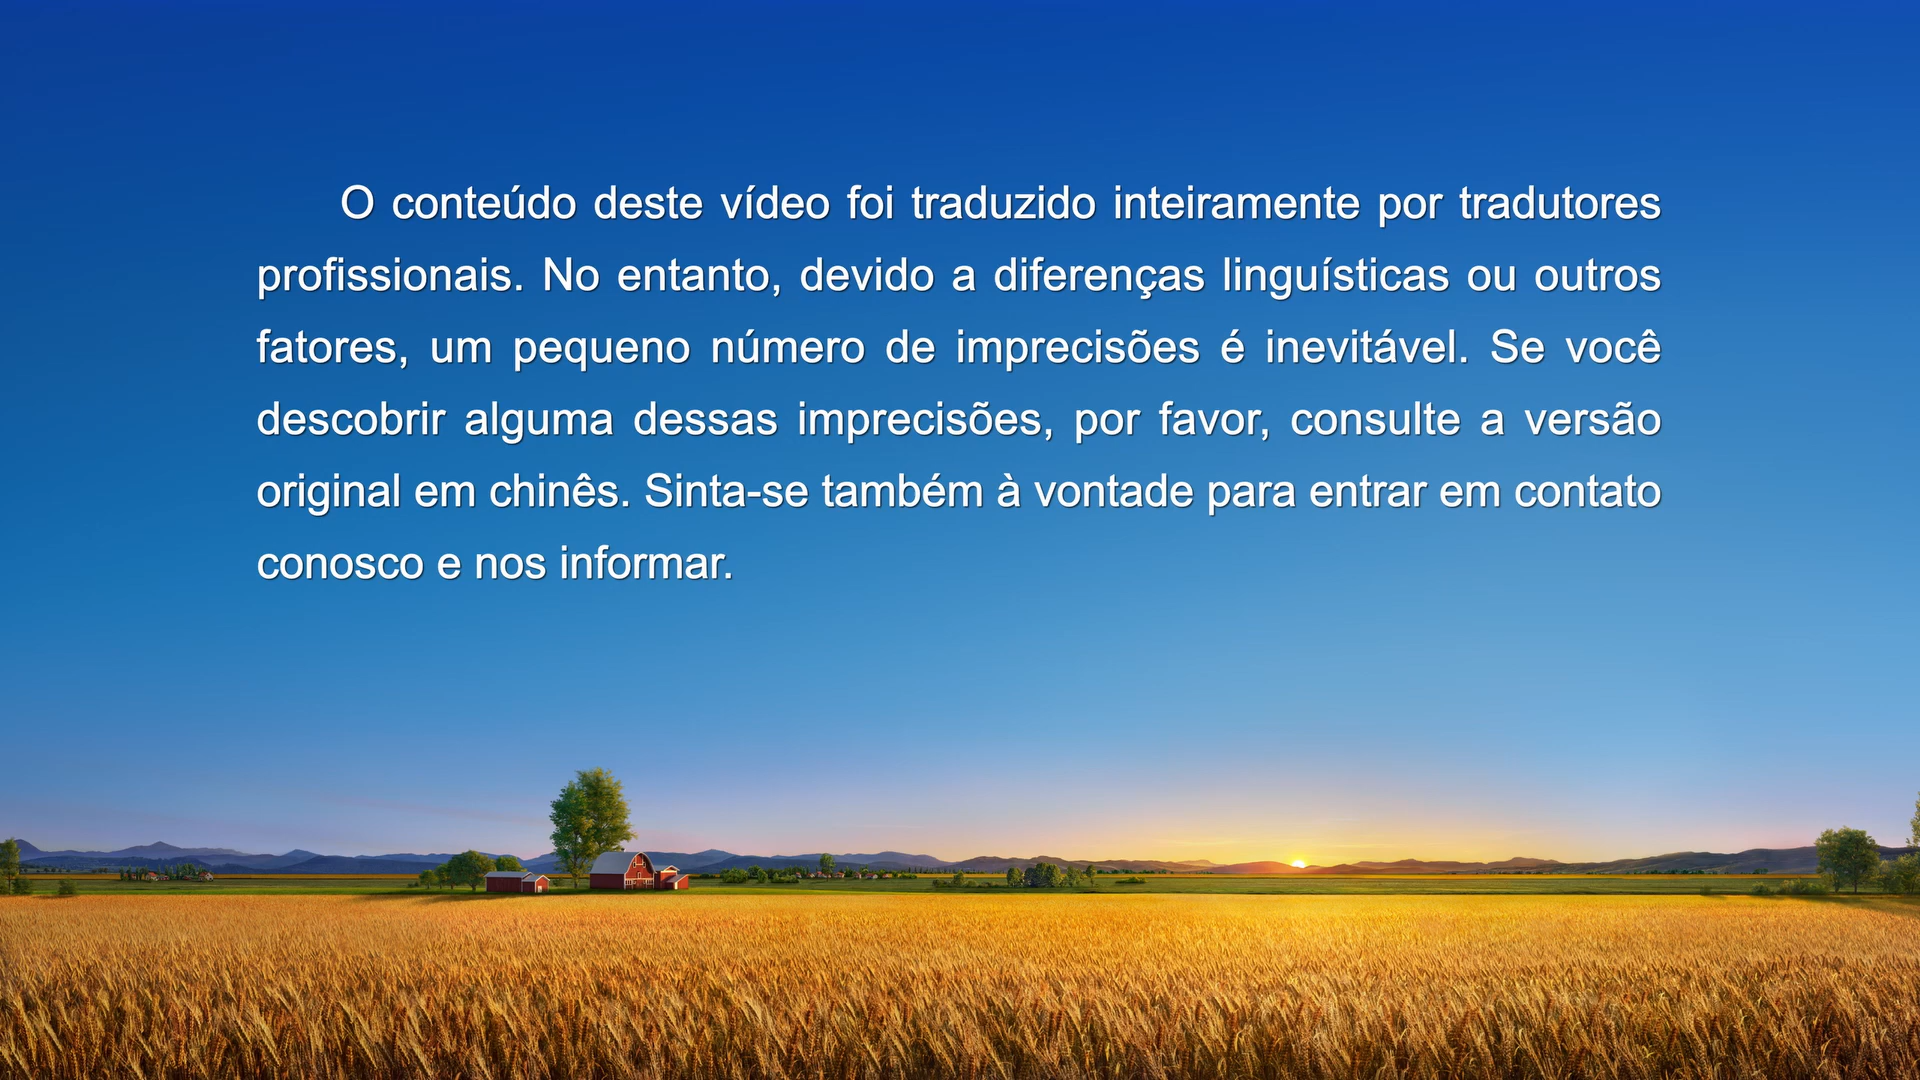 O conteúdo deste vídeo foi traduzido inteiramente por tradutores
profissionais. No entanto, devido a diferenças linguísticas ou outros
fatores, um pequeno número de imprecisões é inevitável. Se você
descobrir alguma dessas imprecisões, por favor, consulte a versão
original em chinês. Sinta-se também à vontade para entrar em contato
conosco e nos informar.